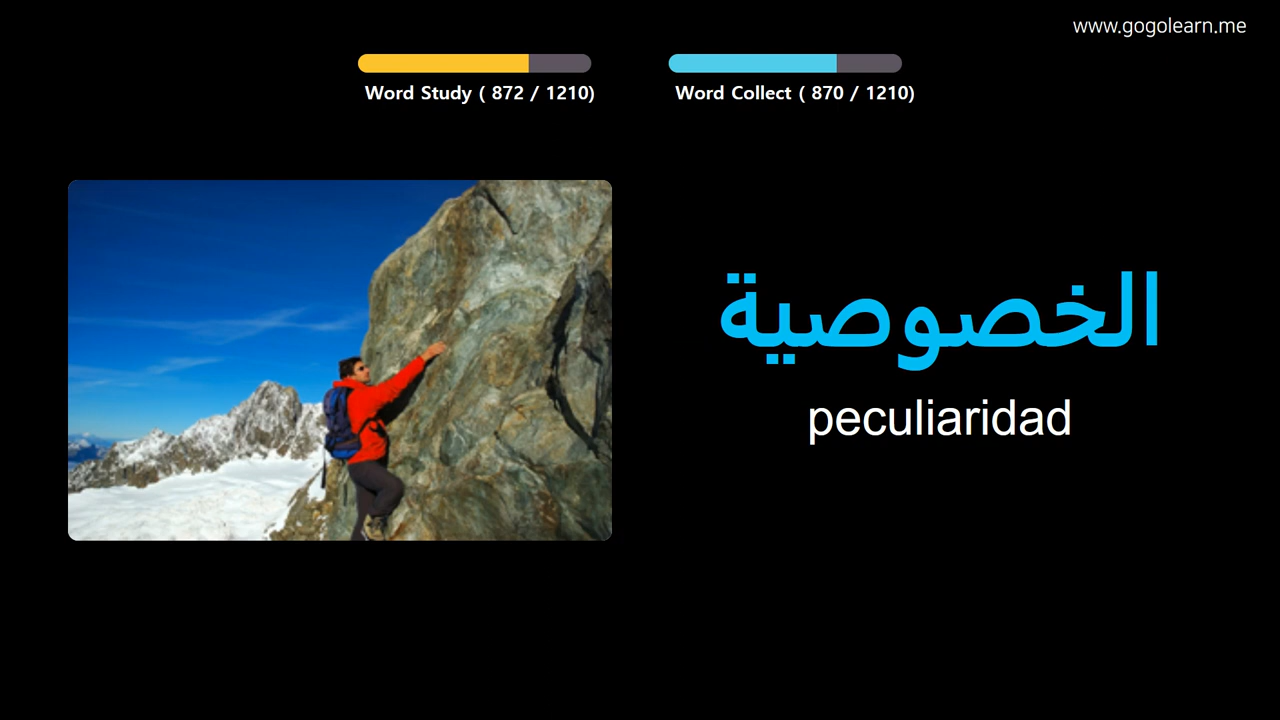 www.gogolearn.me
Word Study ( 872 / 1210)
Word Collect ( 870 / 1210)
الخصوصية
peculiaridad